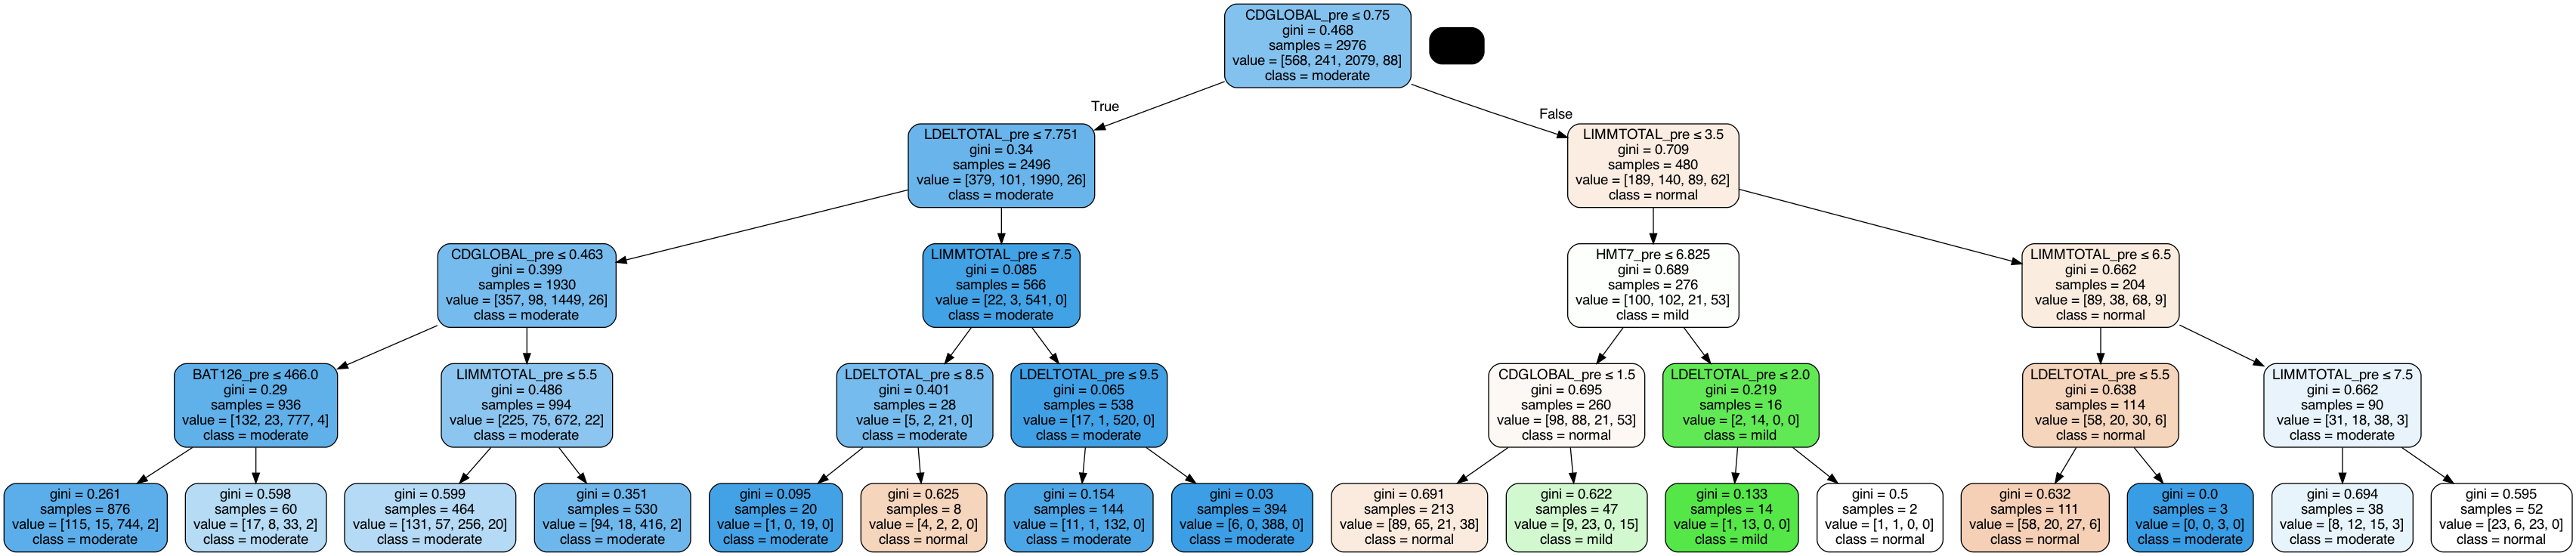 CDGLOBAL_pre ≤ 0.75
gini = 0.468
samples = 2976
value = [568, 241, 2079, 88]
class = moderate
True
False
LDELTOTAL_pre ≤ 7.751
gini = 0.34
samples = 2496
value = [379, 101, 1990, 26]
class = moderate
LIMMTOTAL_pre ≤ 3.5
gini = 0.709
samples = 480
value = [189, 140, 89, 62]
class = normal
CDGLOBAL_pre ≤ 0.463
gini = 0.399
samples = 1930
value = [357, 98, 1449, 26]
class = moderate
LIMMTOTAL_pre ≤ 7.5
gini = 0.085
samples = 566
value = [22, 3, 541, 0]
class = moderate
HMT7_pre ≤ 6.825
gini = 0.689
samples = 276
value = [100, 102, 21, 53]
class = mild
LIMMTOTAL_pre ≤ 6.5
gini = 0.662
samples = 204
value = [89, 38, 68, 9]
class = normal
BAT126_pre ≤ 466.0
gini = 0.29
samples = 936
value = [132, 23, 777, 4]
class = moderate
LIMMTOTAL_pre ≤ 5.5
gini = 0.486
samples = 994
value = [225, 75, 672, 22]
class = moderate
LDELTOTAL_pre ≤ 8.5
gini = 0.401
samples = 28
value = [5, 2, 21, 0]
class = moderate
LDELTOTAL_pre ≤ 9.5
gini = 0.065
samples = 538
value = [17, 1, 520, 0]
class = moderate
CDGLOBAL_pre ≤ 1.5
gini = 0.695
samples = 260
value = [98, 88, 21, 53]
class = normal
LDELTOTAL_pre ≤ 2.0
gini = 0.219
samples = 16
value = [2, 14, 0, 0]
class = mild
LDELTOTAL_pre ≤ 5.5
gini = 0.638
samples = 114
value = [58, 20, 30, 6]
class = normal
LIMMTOTAL_pre ≤ 7.5
gini = 0.662
samples = 90
value = [31, 18, 38, 3]
class = moderate
gini = 0.261
samples = 876
value = [115, 15, 744, 2]
class = moderate
gini = 0.598
samples = 60
value = [17, 8, 33, 2]
class = moderate
gini = 0.599
samples = 464
value = [131, 57, 256, 20]
class = moderate
gini = 0.351
samples = 530
value = [94, 18, 416, 2]
class = moderate
gini = 0.095
samples = 20
value = [1, 0, 19, 0]
class = moderate
gini = 0.625
samples = 8
value = [4, 2, 2, 0]
class = normal
gini = 0.154
samples = 144
value = [11, 1, 132, 0]
class = moderate
gini = 0.03
samples = 394
value = [6, 0, 388, 0]
class = moderate
gini = 0.691
samples = 213
value = [89, 65, 21, 38]
class = normal
gini = 0.622
samples = 47
value = [9, 23, 0, 15]
class = mild
gini = 0.133
samples = 14
value = [1, 13, 0, 0]
class = mild
gini = 0.5
samples = 2
value = [1, 1, 0, 0]
class = normal
gini = 0.632
samples = 111
value = [58, 20, 27, 6]
class = normal
gini = 0.0
samples = 3
value = [0, 0, 3, 0]
class = moderate
gini = 0.694
samples = 38
value = [8, 12, 15, 3]
class = moderate
gini = 0.595
samples = 52
value = [23, 6, 23, 0]
class = normal